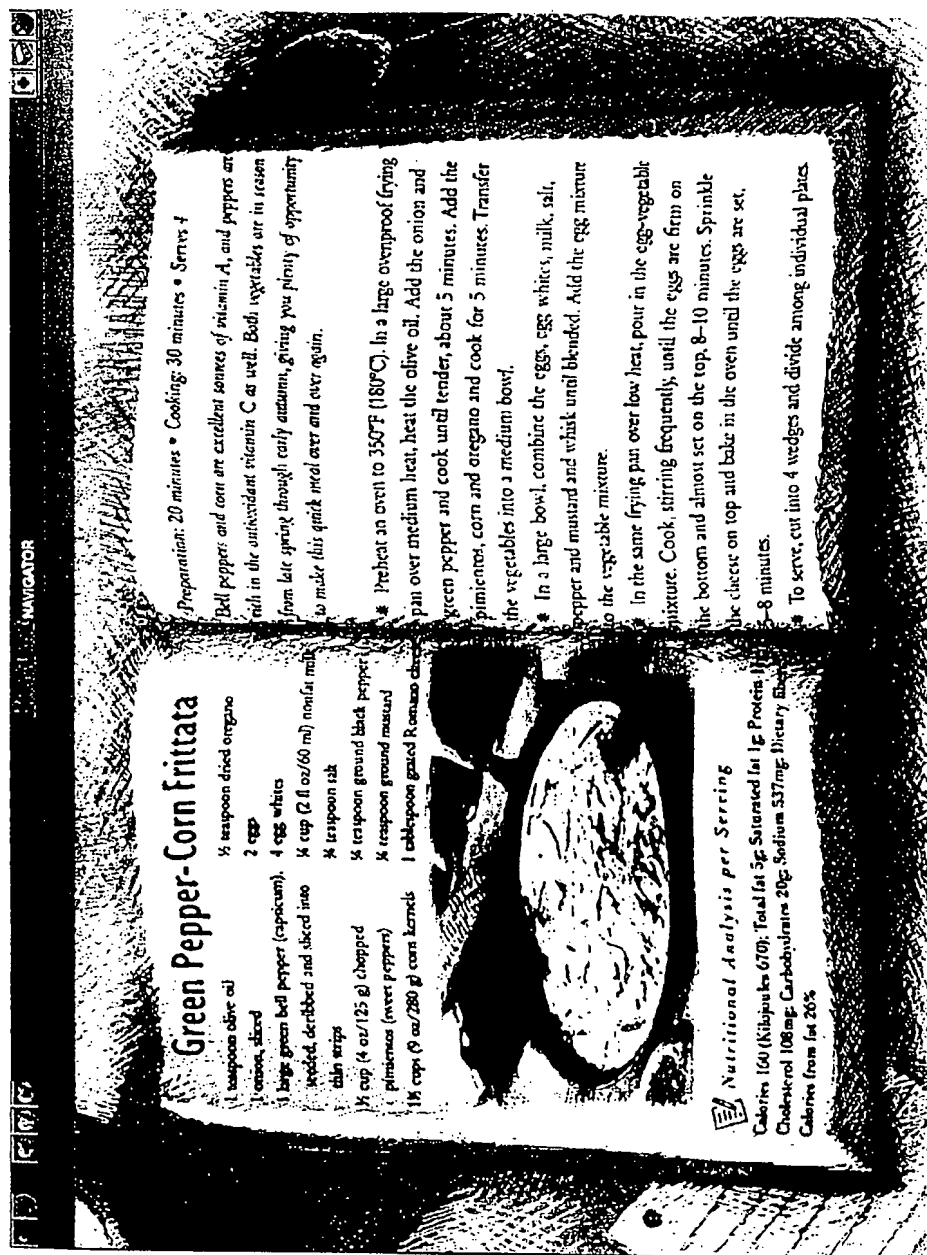 NAVIGATOR
Green Pepper-Corn Frittata
1 teaspoon olive oil
1 onion, sliced
1 large green bell pepper (capsicum),
seeded, deribbed and sliced into
thin strips
½ cup (4 oz/125 g) chopped
pimientos (sweet peppers)
1½ cups (9 oz/280 g) corn kernels
½ teaspoon dried oregano
2 eggs
4 egg whites
¼ cup (2 fl oz/60 ml) nonfat milk
teaspoon salt
teaspoon ground black pepper
teaspoon ground mustard
1 tablespoon grated Romano
Nutritional Analysis per Serving
Calories 160 (Kilojoules 670); Total fat 5g; Saturated fat 1g; Protein
Cholesterol 108mg; Carbohydrates 20g; Sodium 537mg; Dietary fiber
Calories from fat 26%
Preparation: 20 minutes • Cooking: 30 minutes • Serves 4
Bell peppers and corn are excellent sources of vitamin A, and peppers are
rich in the antioxidant vitamin C as well. Both vegetables are in season
from late spring through early autumn, giving you plenty of opportunity
to make this quick meal over and over again.
* Preheat an oven to 350°F (180°C). In a large ovenproof frying
pan over medium heat, heat the olive oil. Add the onion and
green pepper and cook until tender, about 5 minutes. Add the
pimientos, corn and oregano and cook for 5 minutes. Transfer
the vegetables into a medium bowl.
* In a large bowl, combine the eggs, egg whites, milk, salt,
pepper and mustard and whisk until blended. Add the egg mixture
to the vegetable mixture.
* In the same frying pan over low heat, pour in the egg-vegetable
mixture. Cook, stirring frequently, until the eggs are firm on
the bottom and almost set on the top, 8–10 minutes. Sprinkle
the cheese on top and bake in the oven until the eggs are set,
5–8 minutes.
* To serve, cut into 4 wedges and divide among individual plates.